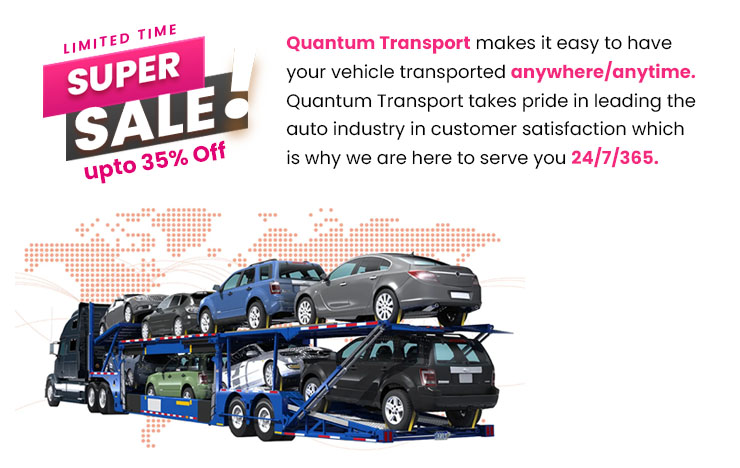 LIMITED TIME
SUPER
SALE!
upto 35% Off
Quantum Transport makes it easy to have
your vehicle transported anywhere/anytime.
Quantum Transport takes pride in leading the
auto industry in customer satisfaction which
is why we are here to serve you 24/7/365.